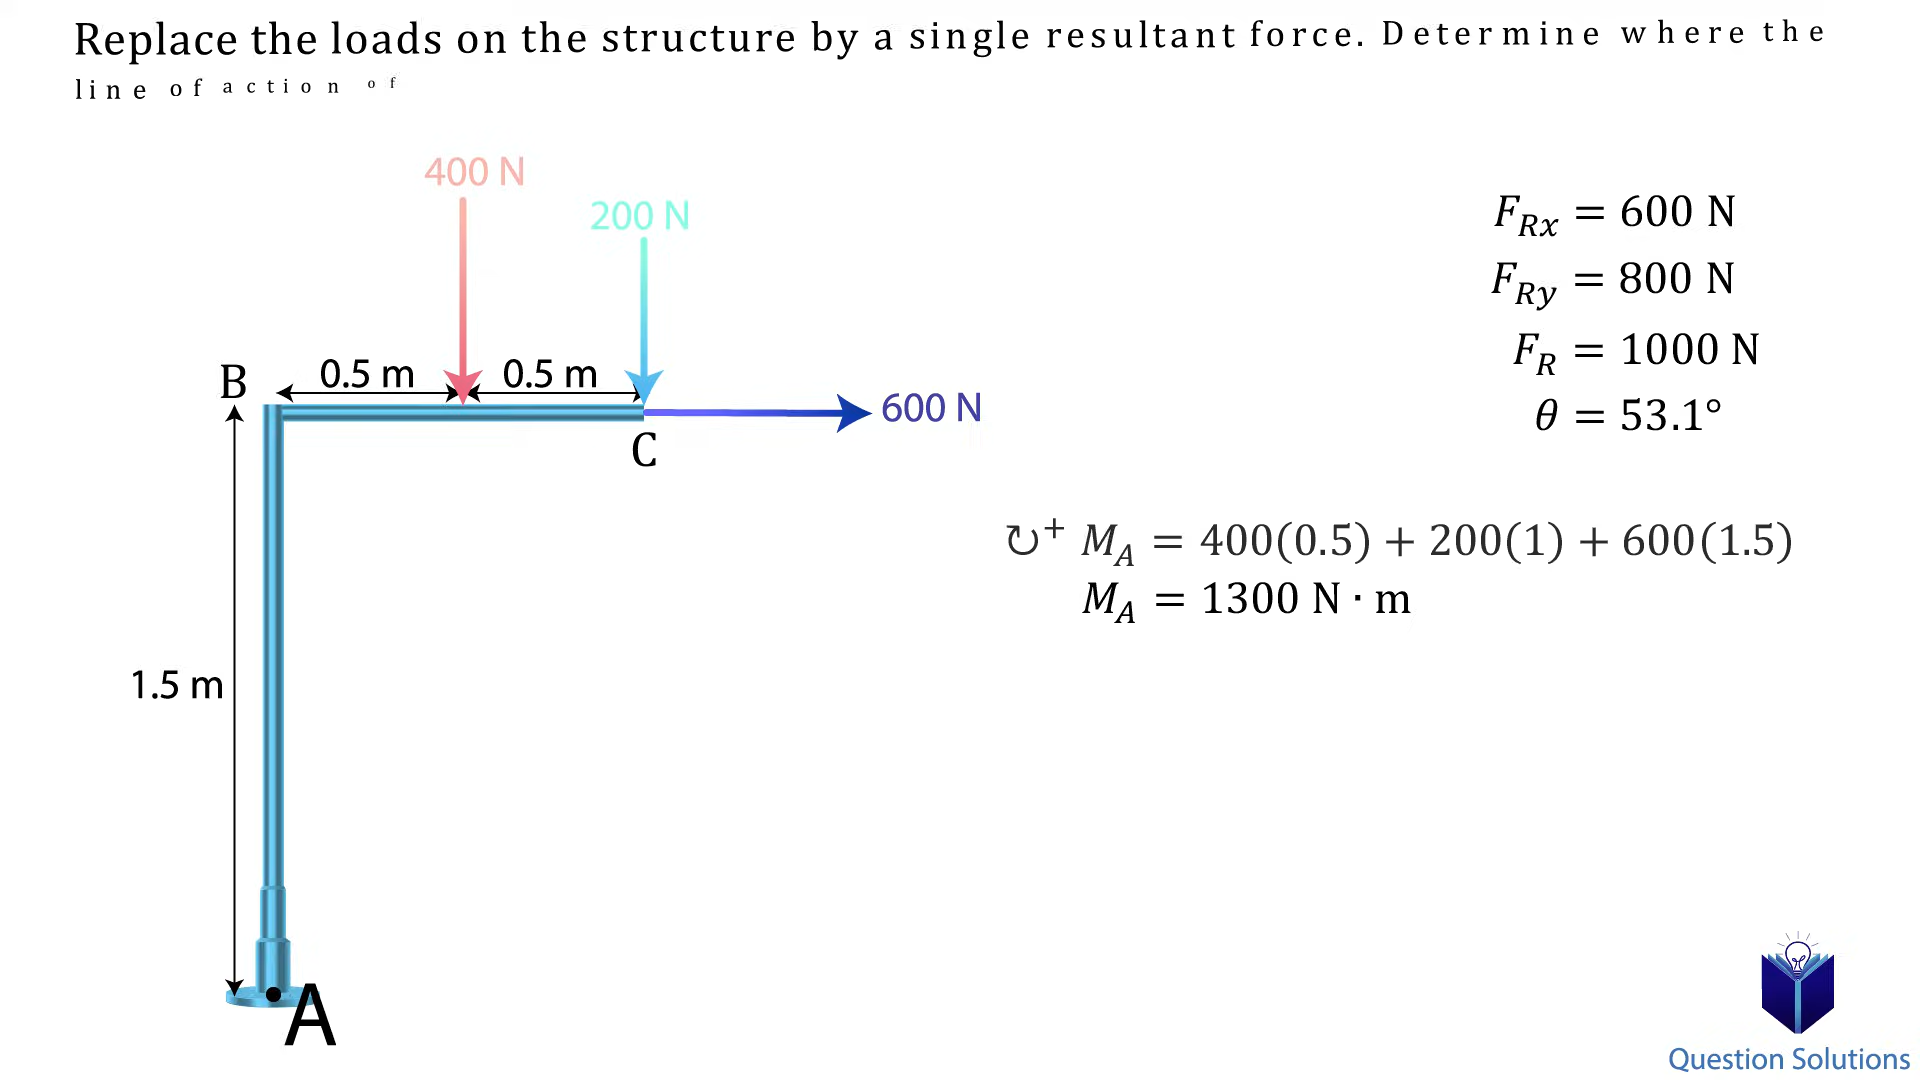 Replace the loads on the structure by a single resultant force. Determine where the
line of action of
400 N
200 N
F_Rx = 600 N
F_Ry = 800 N
F_R = 1000 N
θ = 53.1°
B
0.5 m
0.5 m
600 N
C
↻⁺ M_A = 400(0.5) + 200(1) + 600(1.5)
M_A = 1300 N · m
1.5 m
A
Question Solutions